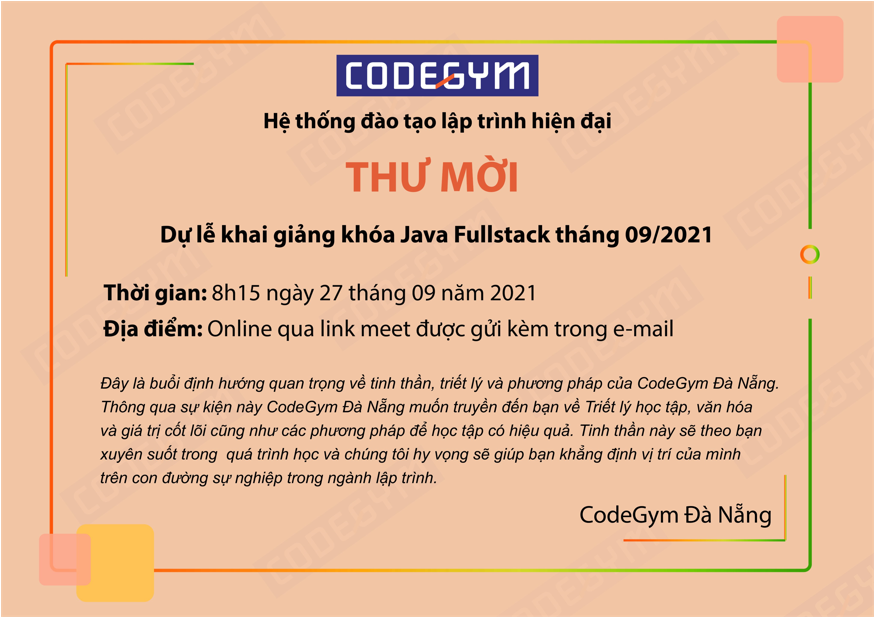 CODEGYM
Hệ thống đào tạo lập trình hiện đại
THƯ MỜI
Dự lễ khai giảng khóa Java Fullstack tháng 09/2021
Thời gian: 8h15 ngày 27 tháng 09 năm 2021
Địa điểm: Online qua link meet được gửi kèm trong e-mail
Đây là buổi định hướng quan trọng về tinh thần, triết lý và phương pháp của CodeGym Đà Nẵng.
Thông qua sự kiện này CodeGym Đà Nẵng muốn truyền đến bạn về Triết lý học tập, văn hóa
và giá trị cốt lõi cũng như các phương pháp để học tập có hiệu quả. Tinh thần này sẽ theo bạn
xuyên suốt trong quá trình học và chúng tôi hy vọng sẽ giúp bạn khẳng định vị trí của mình
trên con đường sự nghiệp trong ngành lập trình.
CodeGym Đà Nẵng